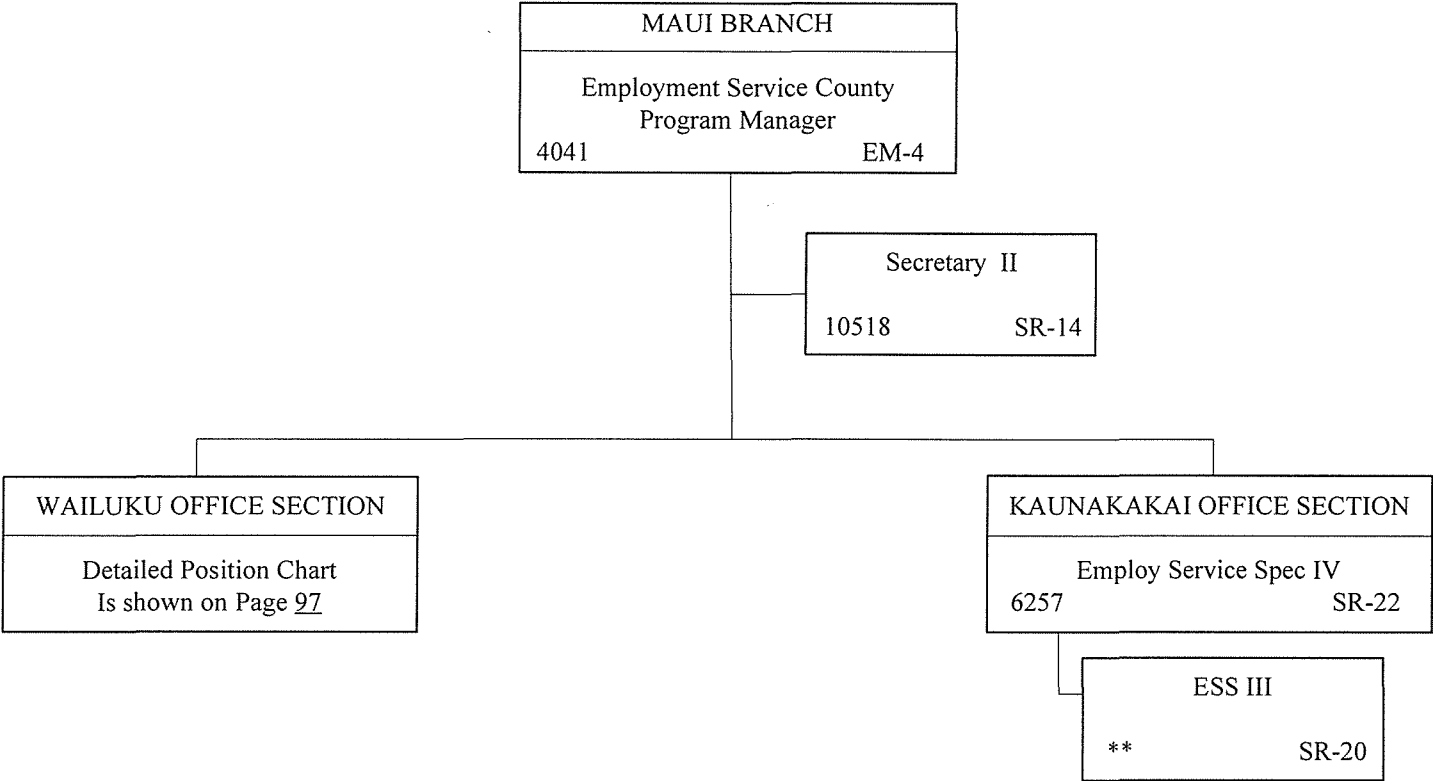 MAUI BRANCH
Employment Service County
Program Manager
4041 EM-4
Secretary II
10518 SR-14
WAILUKU OFFICE SECTION
Detailed Position Chart
Is shown on Page 97
KAUNAKAKAI OFFICE SECTION
Employ Service Spec IV
6257 SR-22
ESS III
** SR-20